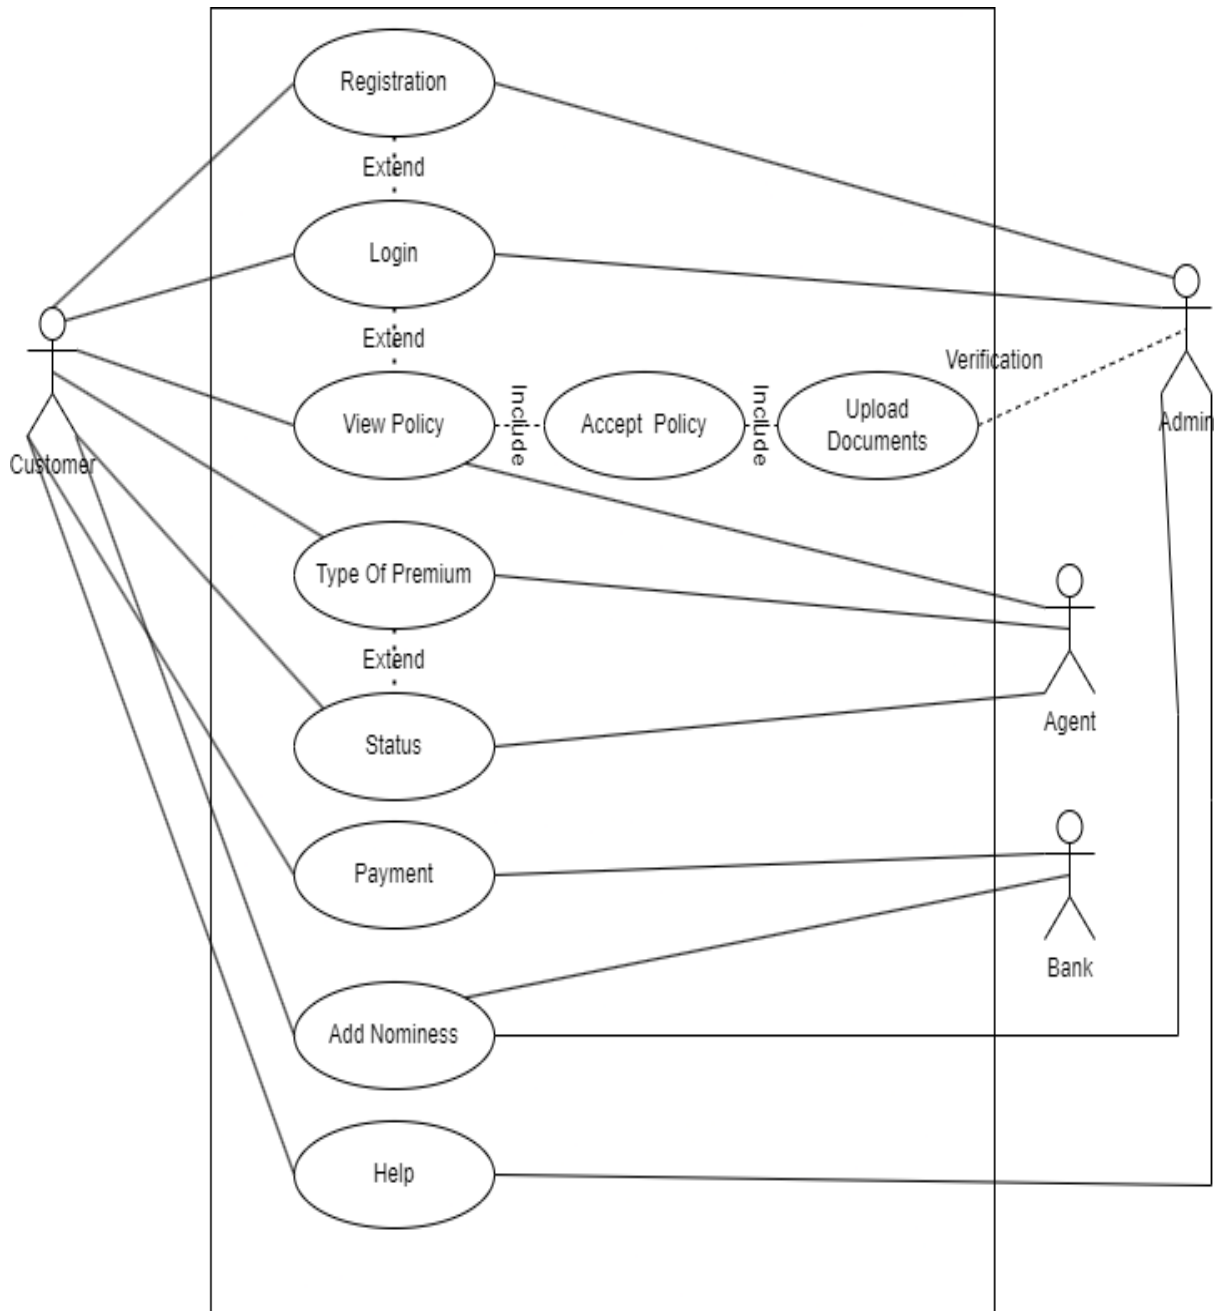 Registration
Extend
Login
Extend
Verification
View Policy
Include
Accept  Policy
Include
Upload
Documents
Admin
Customer
Type Of Premium
Extend
Status
Agent
Payment
Bank
Add Nominess
Help